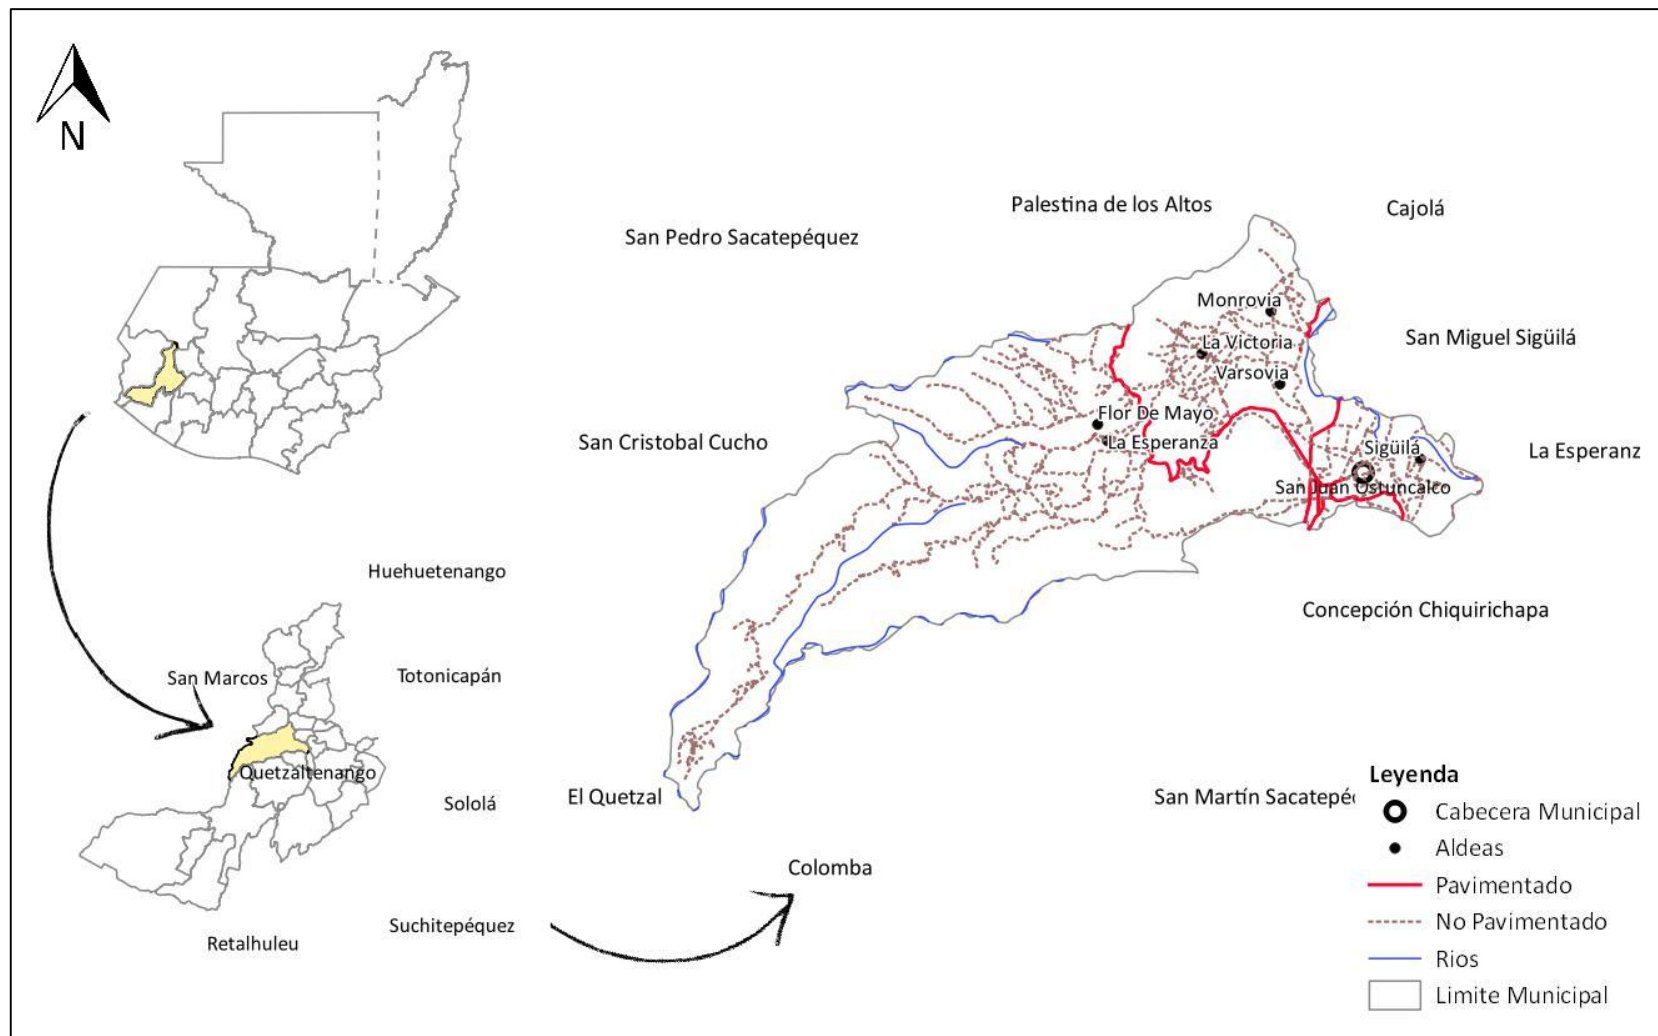 N
Palestina de los Altos
Cajolá
San Pedro Sacatepéquez
Monrovia
La Victoria
San Miguel Sigüilá
Varsovia
Flor De Mayo
San Cristobal Cucho
La Esperanza
Sigüilá
La Esperanz
San Juan Ostuncalco
Huehuetenango
Concepción Chiquirichapa
San Marcos
Totonicapán
Quetzaltenango
Sololá
El Quetzal
San Martín Sacatepé
Colomba
Suchitepéquez
Retalhuleu
Leyenda
Cabecera Municipal
Aldeas
Pavimentado
No Pavimentado
Rios
Limite Municipal